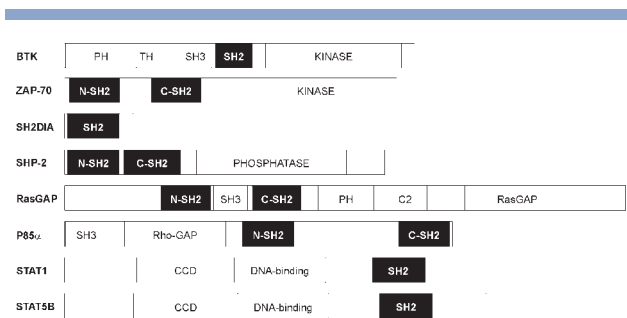 BTK PH TH SH3 SH2 KINASE
ZAP-70 N-SH2 C-SH2 KINASE
SH2DIA SH2
SHP-2 N-SH2 C-SH2 PHOSPHATASE
RasGAP N-SH2 SH3 C-SH2 PH C2 RasGAP
P85α SH3 Rho-GAP N-SH2 C-SH2
STAT1 CCD DNA-binding SH2
STAT5B CCD DNA-binding SH2